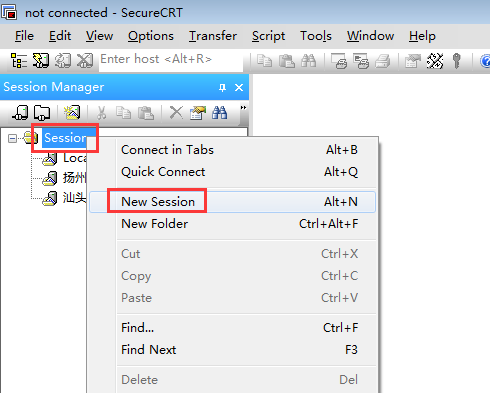 not connected - SecureCRT
File Edit View Options Transfer Script Tools Window Help
Enter host <Alt+R>
Session Manager
Session
Loca
扬州
汕头
Connect in Tabs Alt+B
Quick Connect Alt+Q
New Session Alt+N
New Folder Ctrl+Alt+F
Cut Ctrl+X
Copy Ctrl+C
Paste Ctrl+V
Find... Ctrl+F
Find Next F3
Delete Del